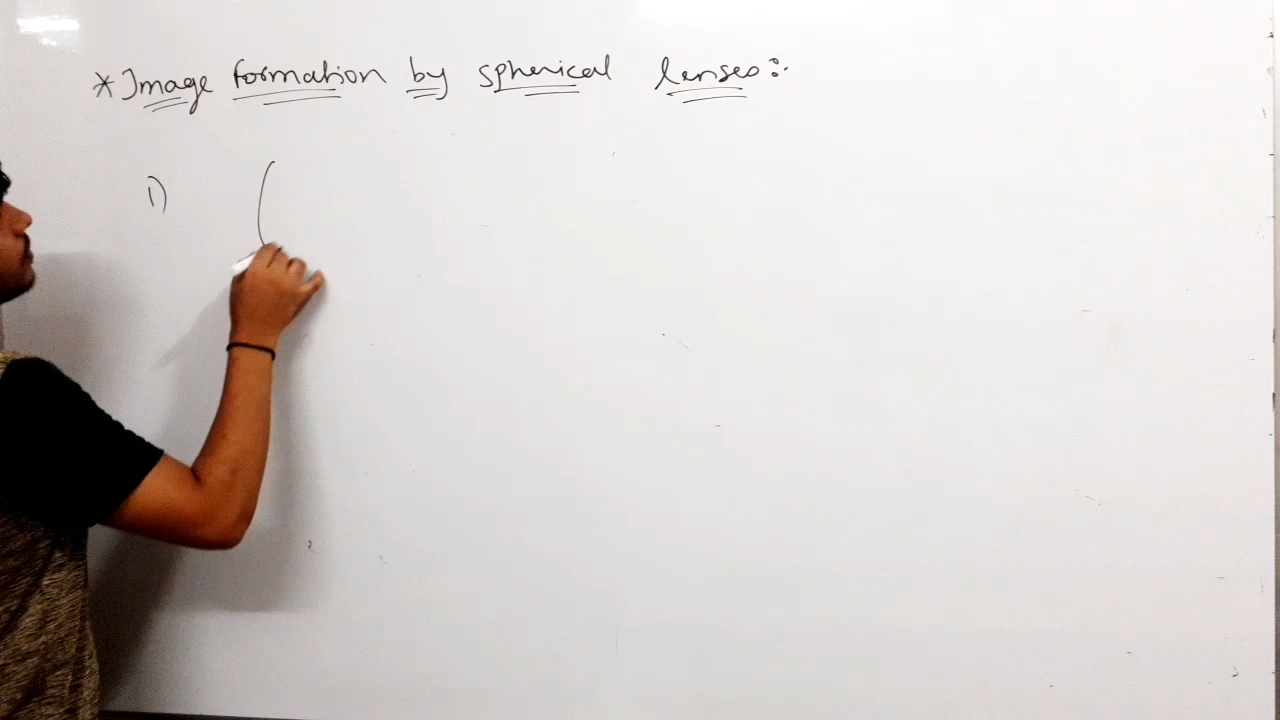 * Image formation by spherical lenses :-
1)